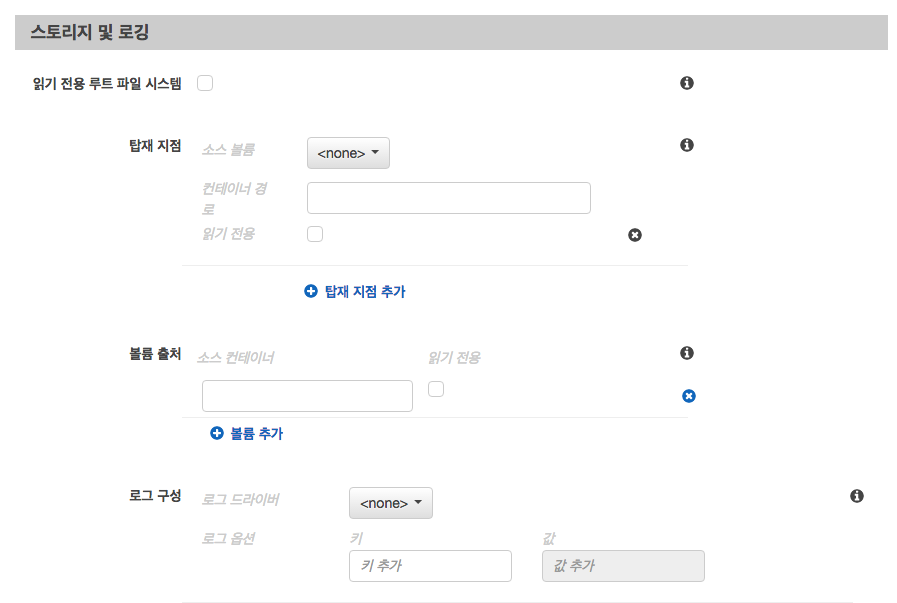 스토리지 및 로깅
읽기 전용 루트 파일 시스템
탑재 지점 소스 볼륨 <none>
컨테이너 경
로
읽기 전용
탑재 지점 추가
볼륨 출처 소스 컨테이너 읽기 전용
볼륨 추가
로그 구성 로그 드라이버 <none>
로그 옵션 키 값
키 추가 값 추가